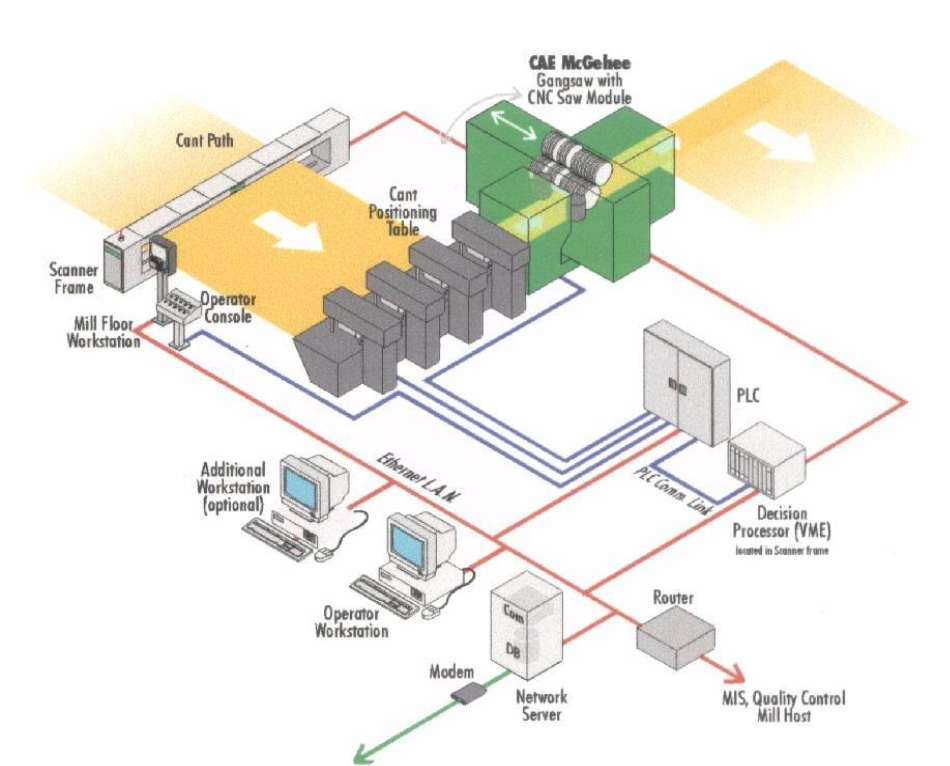 CAE McGehee
Gangsaw with
CNC Saw Module
Cant Path
Cant
Positioning
Table
Scanner
Frame
Operator
Console
Mill Floor
Workstation
PLC
Ethernet L.A.N.
PLC Comm. Link
Additional
Workstation
(optional)
Decision
Processor (VME)
located in Scanner frame
Operator
Workstation
Com
DB
Router
Modem
Network
Server
MIS, Quality Control
Mill Host